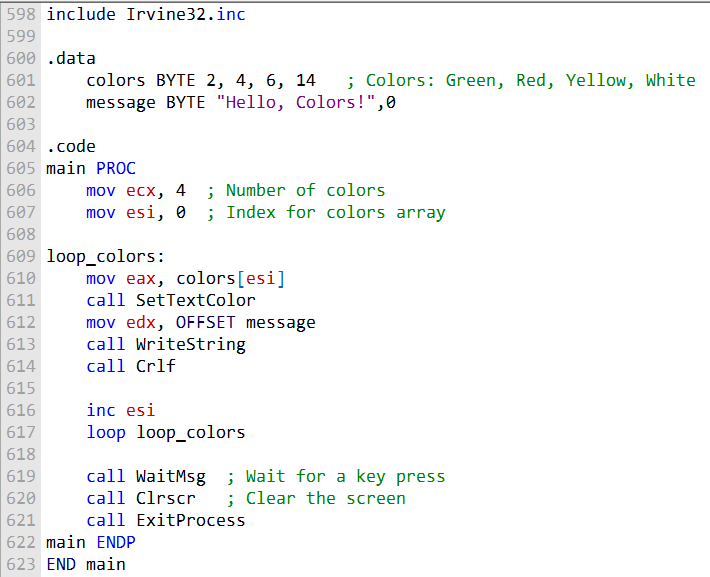 598 include Irvine32.inc
599
600 .data
601     colors BYTE 2, 4, 6, 14   ; Colors: Green, Red, Yellow, White
602     message BYTE "Hello, Colors!",0
603
604 .code
605 main PROC
606     mov ecx, 4  ; Number of colors
607     mov esi, 0  ; Index for colors array
608
609 loop_colors:
610     mov eax, colors[esi]
611     call SetTextColor
612     mov edx, OFFSET message
613     call WriteString
614     call Crlf
615
616     inc esi
617     loop loop_colors
618
619     call WaitMsg  ; Wait for a key press
620     call Clrscr   ; Clear the screen
621     call ExitProcess
622 main ENDP
623 END main